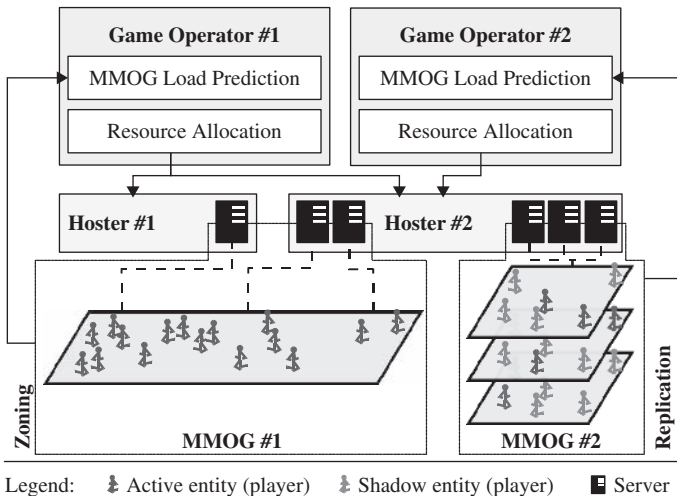 Game Operator #1
Game Operator #2
MMOG Load Prediction
MMOG Load Prediction
Resource Allocation
Resource Allocation
Hoster #1
Hoster #2
Zoning
MMOG #1
MMOG #2
Replication
Legend: Active entity (player) Shadow entity (player) Server